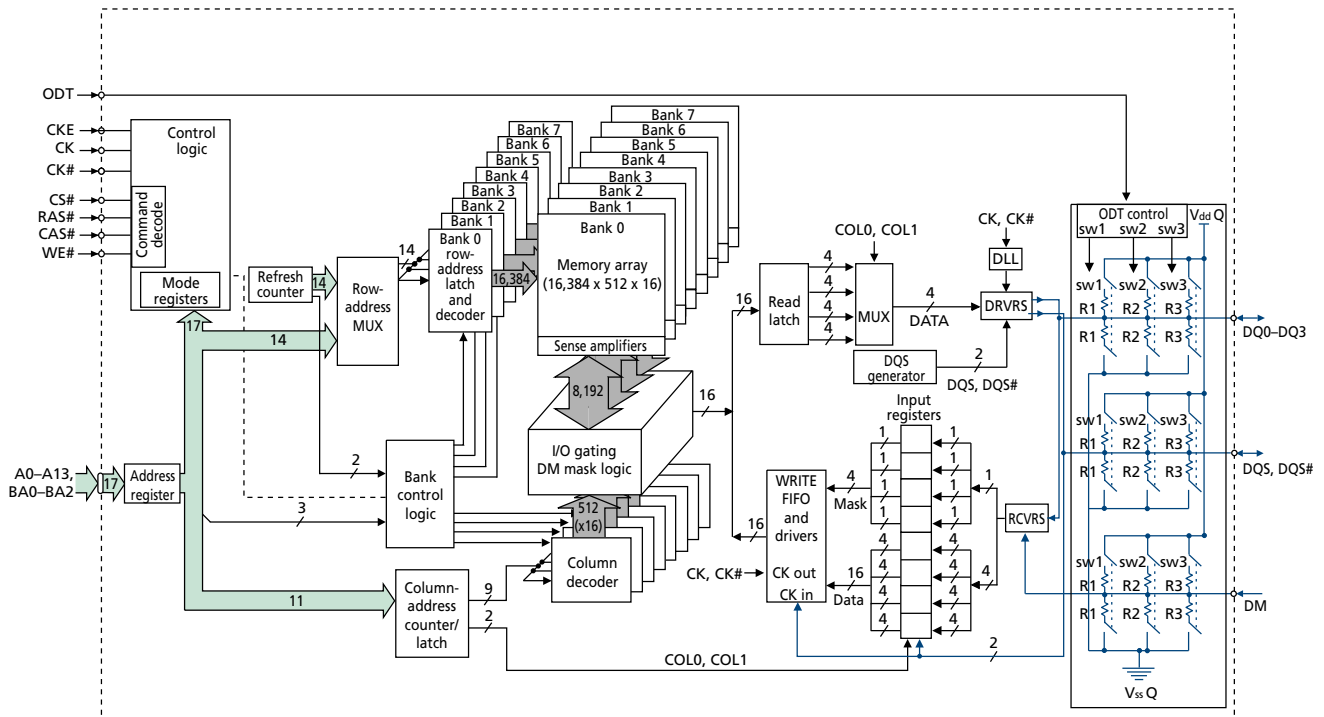 ODT
CKE
CK
CK#
CS#
RAS#
CAS#
WE#
Control
logic
Command
decode
Mode
registers
17
Refresh
counter
14
Row-
address
MUX
14
14
Bank 7
Bank 6
Bank 5
Bank 4
Bank 3
Bank 2
Bank 1
Bank 0
row-
address
latch
and
decoder
16,384
Bank 7
Bank 6
Bank 5
Bank 4
Bank 3
Bank 2
Bank 1
Bank 0
Memory array
(16,384 x 512 x 16)
Sense amplifiers
8,192
I/O gating
DM mask logic
16
512
(x16)
Column
decoder
A0–A13,
BA0–BA2
17
Address
register
2
3
Bank
control
logic
11
Column-
address
counter/
latch
9
2
COL0, COL1
16
Read
latch
4
4
4
4
COL0, COL1
MUX
4
DATA
CK, CK#
DLL
DRVRS
DQS
generator
2
DQS, DQS#
Input
registers
1
1
1
1
4
4
4
4
1
1
1
1
4
4
4
4
1
4
RCVRS
16
WRITE
FIFO
and
drivers
CK out
CK in
CK, CK#
4
Mask
16
Data
2
ODT control
sw1 sw2 sw3
Vdd Q
sw1 sw2 sw3
R1 R2 R3
R1 R2 R3
DQ0–DQ3
sw1 sw2 sw3
R1 R2 R3
R1 R2 R3
DQS, DQS#
sw1 sw2 sw3
R1 R2 R3
R1 R2 R3
DM
Vss Q